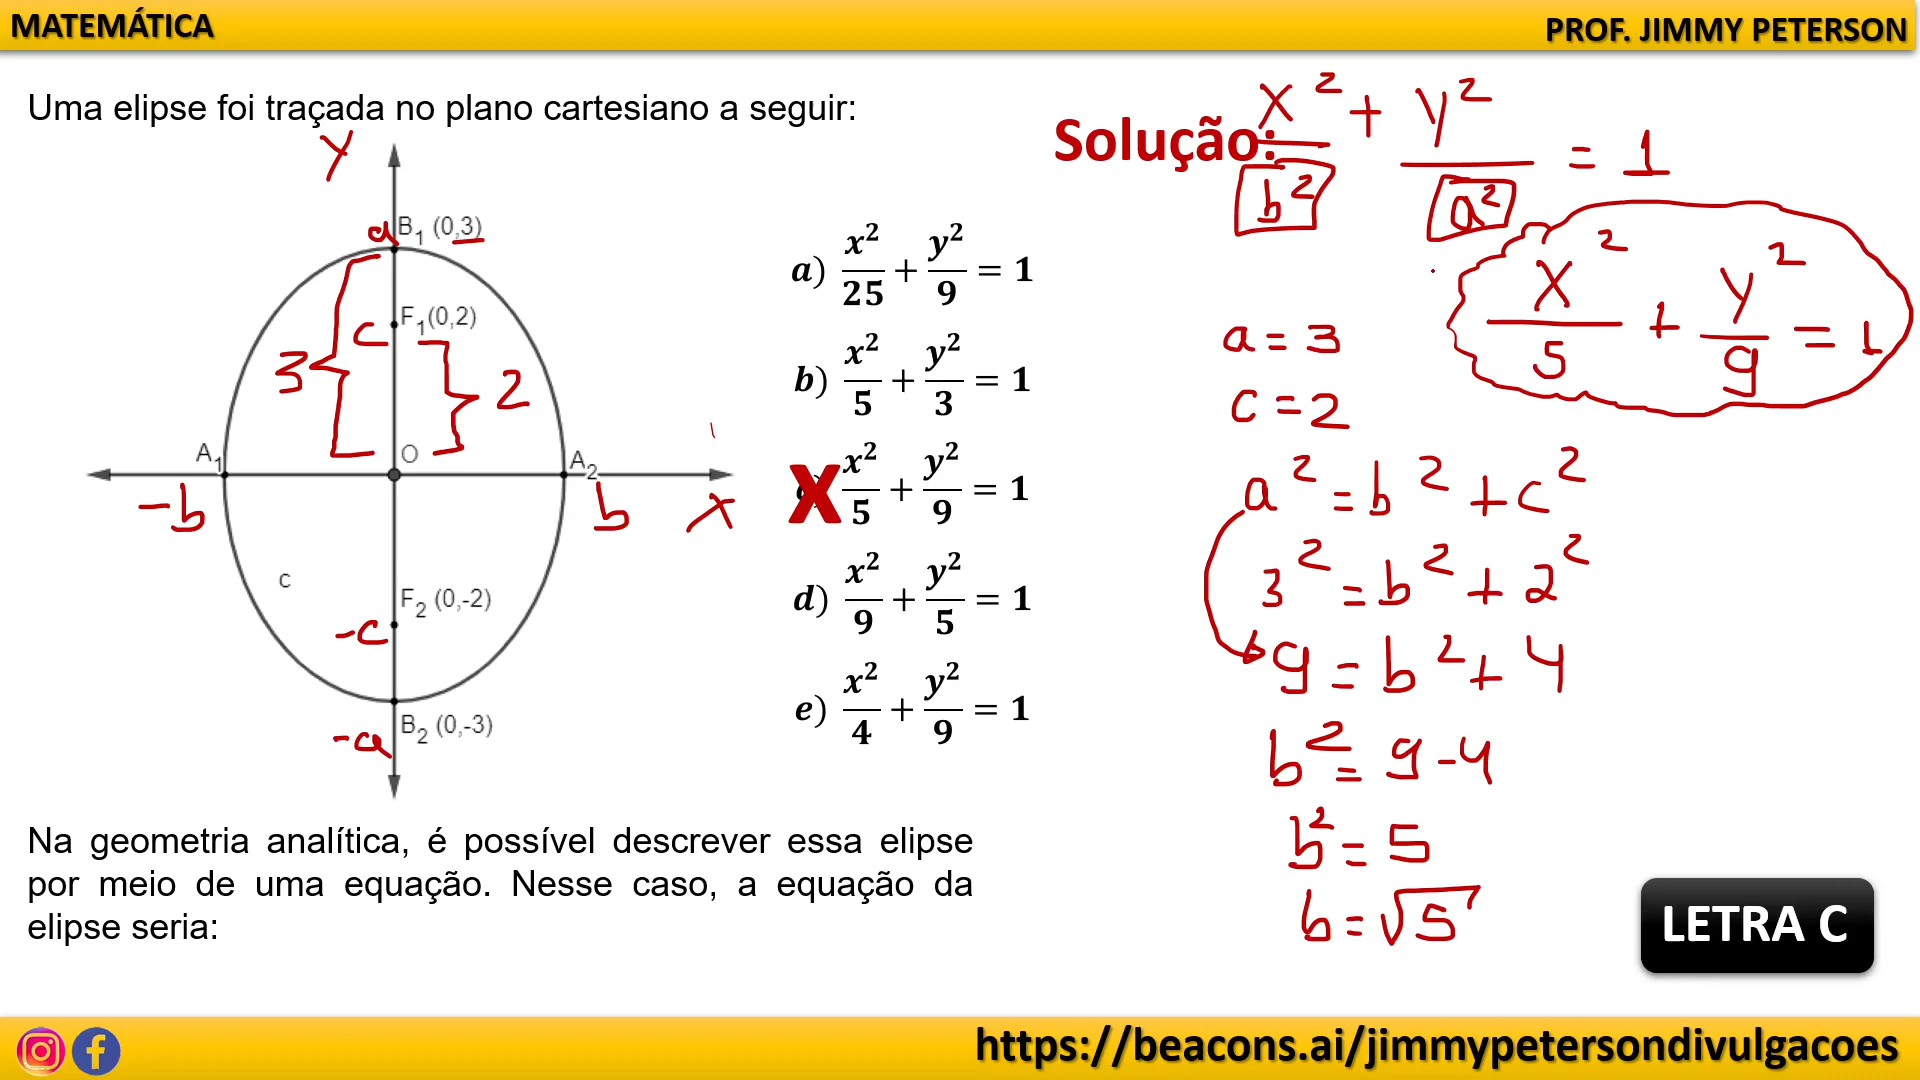 MATEMÁTICA
PROF. JIMMY PETERSON
Uma elipse foi traçada no plano cartesiano a seguir:
y
a B₁ (0,3)
F₁(0,2)
c
3
2
A₁
O
A₂
-b
b
x
c
F₂ (0,-2)
-c
B₂ (0,-3)
-a
a) x²/25 + y²/9 = 1
b) x²/5 + y²/3 = 1
X x²/5 + y²/9 = 1
d) x²/9 + y²/5 = 1
e) x²/4 + y²/9 = 1
Na geometria analítica, é possível descrever essa elipse
por meio de uma equação. Nesse caso, a equação da
elipse seria:
Solução:
x²/b² + y²/a² = 1
x²/5 + y²/9 = 1
a = 3
c = 2
a² = b² + c²
3² = b² + 2²
9 = b² + 4
b² = 9 - 4
b² = 5
b = √5
LETRA C
https://beacons.ai/jimmypetersondivulgacoes